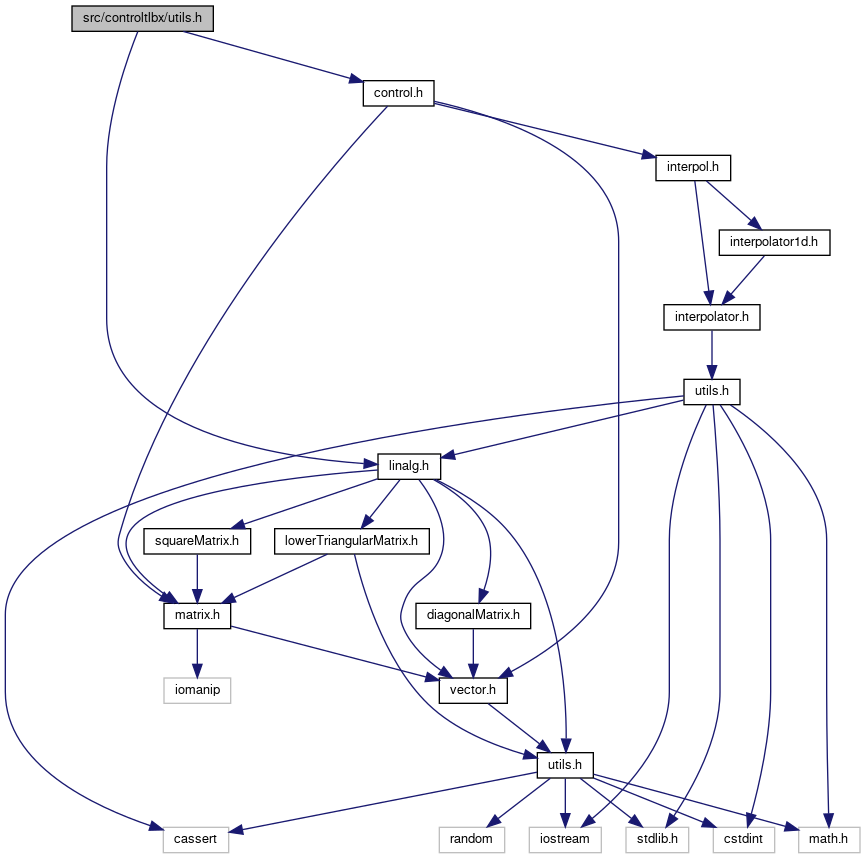 src/controltlbx/utils.h
control.h
interpol.h
interpolator1d.h
interpolator.h
utils.h
linalg.h
squareMatrix.h
lowerTriangularMatrix.h
matrix.h
diagonalMatrix.h
iomanip
vector.h
utils.h
cassert
random
iostream
stdlib.h
cstdint
math.h